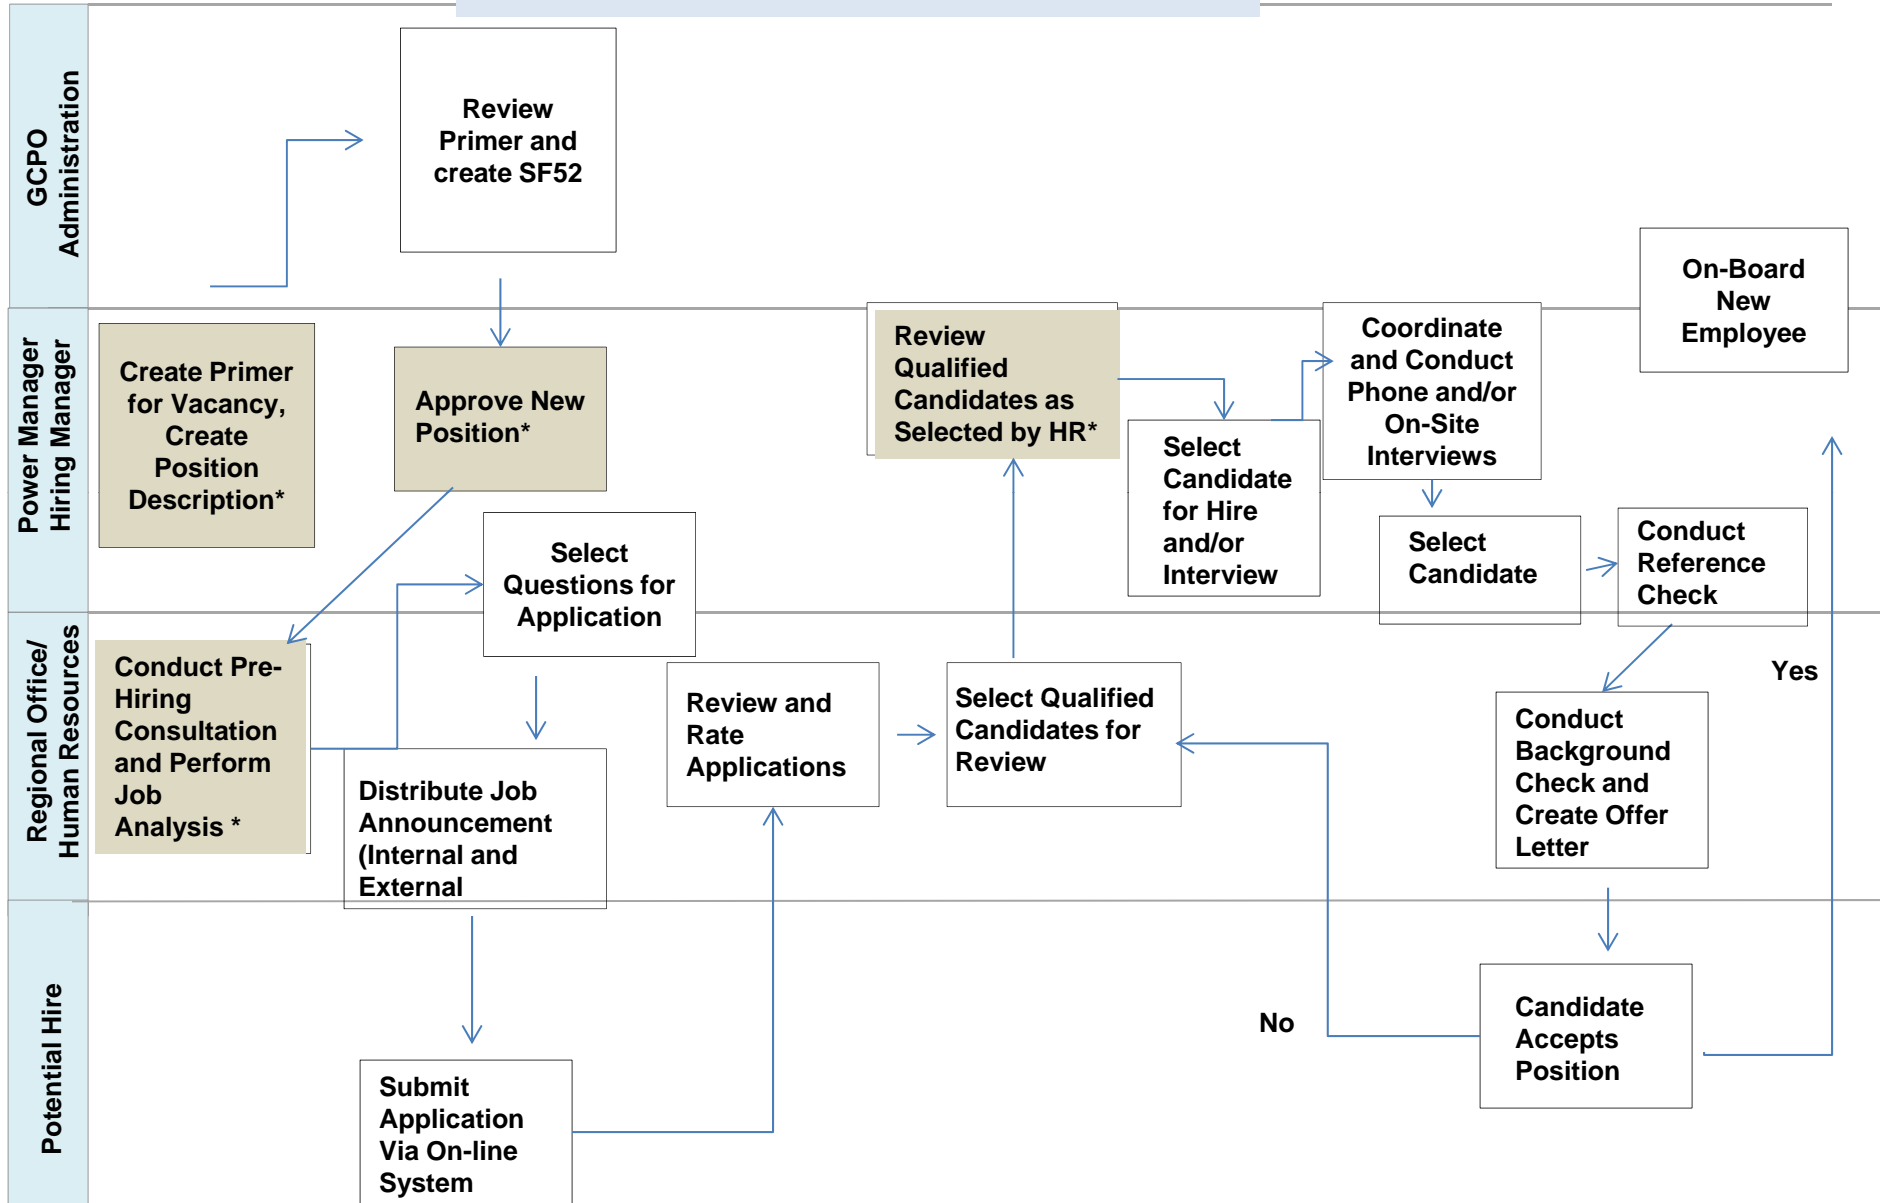 GCPO
Administration
Review
Primer and
create SF52
On-Board
New
Employee
Power Manager
Hiring Manager
Create Primer
for Vacancy,
Create
Position
Description*
Approve New
Position*
Select
Questions for
Application
Review
Qualified
Candidates as
Selected by HR*
Select
Candidate
for Hire
and/or
Interview
Coordinate
and Conduct
Phone and/or
On-Site
Interviews
Select
Candidate
Conduct
Reference
Check
Regional Office/
Human Resources
Conduct Pre-
Hiring
Consultation
and Perform
Job
Analysis *
Distribute Job
Announcement
(Internal and
External
Review and
Rate
Applications
Select Qualified
Candidates for
Review
Conduct
Background
Check and
Create Offer
Letter
Yes
Potential Hire
Submit
Application
Via On-line
System
No
Candidate
Accepts
Position